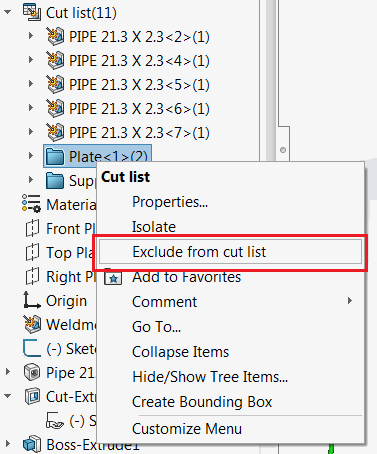 Cut list(11)
PIPE 21.3 X 2.3<2>(1)
PIPE 21.3 X 2.3<4>(1)
PIPE 21.3 X 2.3<5>(1)
PIPE 21.3 X 2.3<6>(1)
PIPE 21.3 X 2.3<7>(1)
Plate<1>(2)
Supp
Materia
Front Pl
Top Pla
Right Pl
Origin
Weldme
(-) Sketc
Pipe 21
Cut-Extr
(-) S
Boss-Extrude1
Cut list
Properties...
Isolate
Exclude from cut list
Add to Favorites
Comment
Go To...
Collapse Items
Hide/Show Tree Items...
Create Bounding Box
Customize Menu